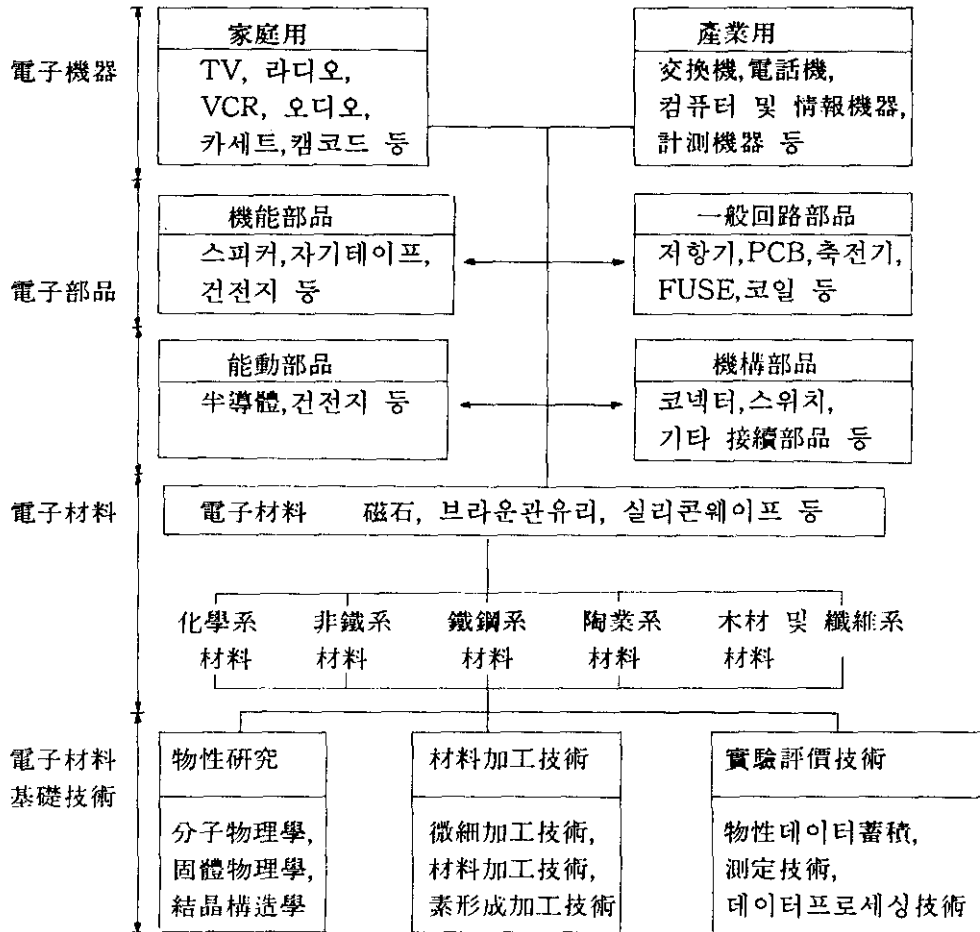 電子機器
家庭用
TV, 라디오,
VCR, 오디오,
카세트,캠코드 등
產業用
交換機,電話機,
컴퓨터 및 情報機器,
計測機器 등
電子部品
機能部品
스피커,자기테이프,
건전지 등
一般回路部品
저항기,PCB,축전기,
FUSE,코일 등
能動部品
半導體,건전지 등
機構部品
코넥터,스위치,
기타 接續部品 등
電子材料
電子材料 磁石, 브라운관유리, 실리콘웨이프 등
化學系 非鐵系 鐵鋼系 陶業系 木材 및 纖維系
材料 材料 材料 材料 材料
電子材料
基礎技術
物性研究
分子物理學,
固體物理學,
結晶構造學
材料加工技術
微細加工技術,
材料加工技術,
素形成加工技術
實驗評價技術
物性데이터蓄積,
測定技術,
데이터프로세싱技術